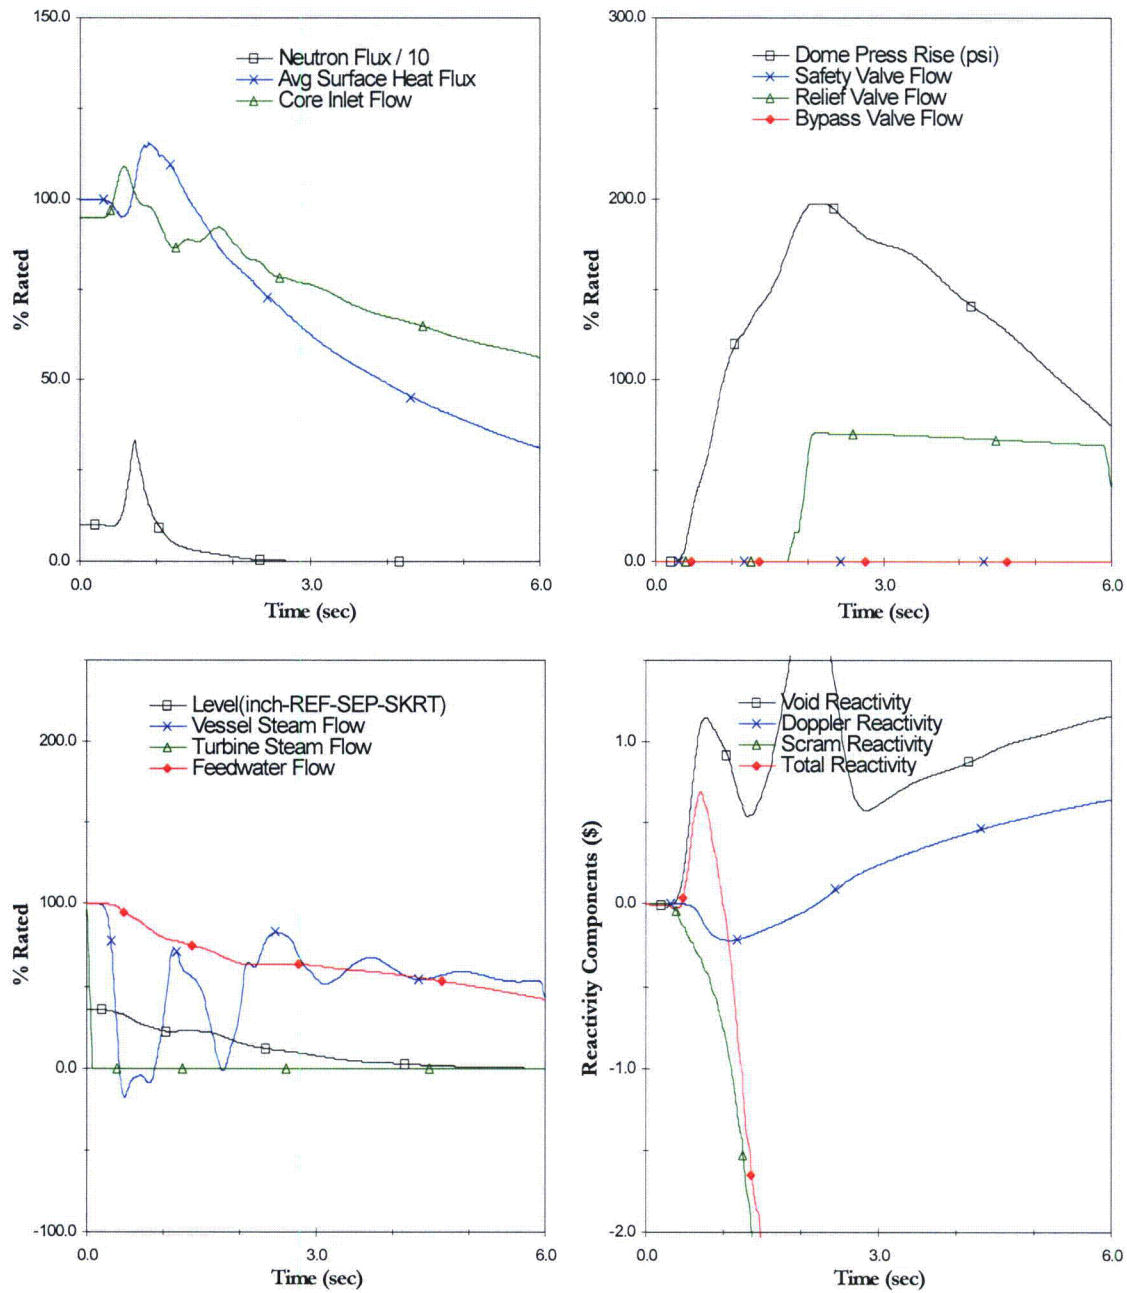 150.0
Neutron Flux / 10
Avg Surface Heat Flux
Core Inlet Flow
100.0
% Rated
50.0
0.0
0.0
3.0
6.0
Time (sec)
300.0
Dome Press Rise (psi)
Safety Valve Flow
Relief Valve Flow
Bypass Valve Flow
200.0
% Rated
100.0
0.0
0.0
3.0
6.0
Time (sec)
Level(inch-REF-SEP-SKRT)
Vessel Steam Flow
Turbine Steam Flow
Feedwater Flow
200.0
100.0
% Rated
0.0
-100.0
0.0
3.0
6.0
Time (sec)
Void Reactivity
Doppler Reactivity
Scram Reactivity
Total Reactivity
1.0
Reactivity Components ($)
0.0
-1.0
-2.0
0.0
3.0
6.0
Time (sec)